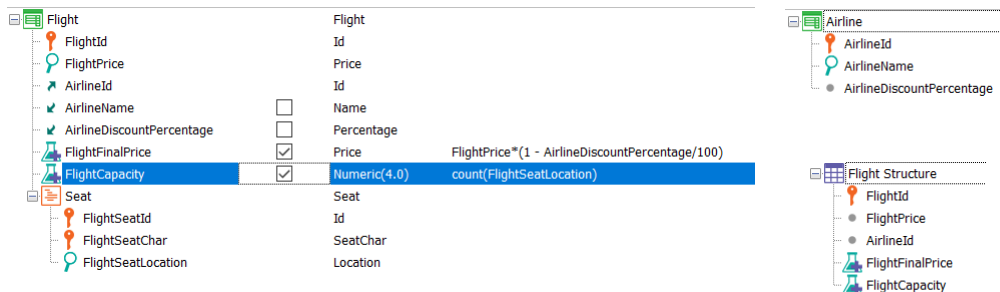 Flight Flight
FlightId Id
FlightPrice Price
AirlineId Id
AirlineName Name
AirlineDiscountPercentage Percentage
FlightFinalPrice Price FlightPrice*(1 - AirlineDiscountPercentage/100)
FlightCapacity Numeric(4.0) count(FlightSeatLocation)
Seat Seat
FlightSeatId Id
FlightSeatChar SeatChar
FlightSeatLocation Location
Airline
AirlineId
AirlineName
AirlineDiscountPercentage
Flight Structure
FlightId
FlightPrice
AirlineId
FlightFinalPrice
FlightCapacity